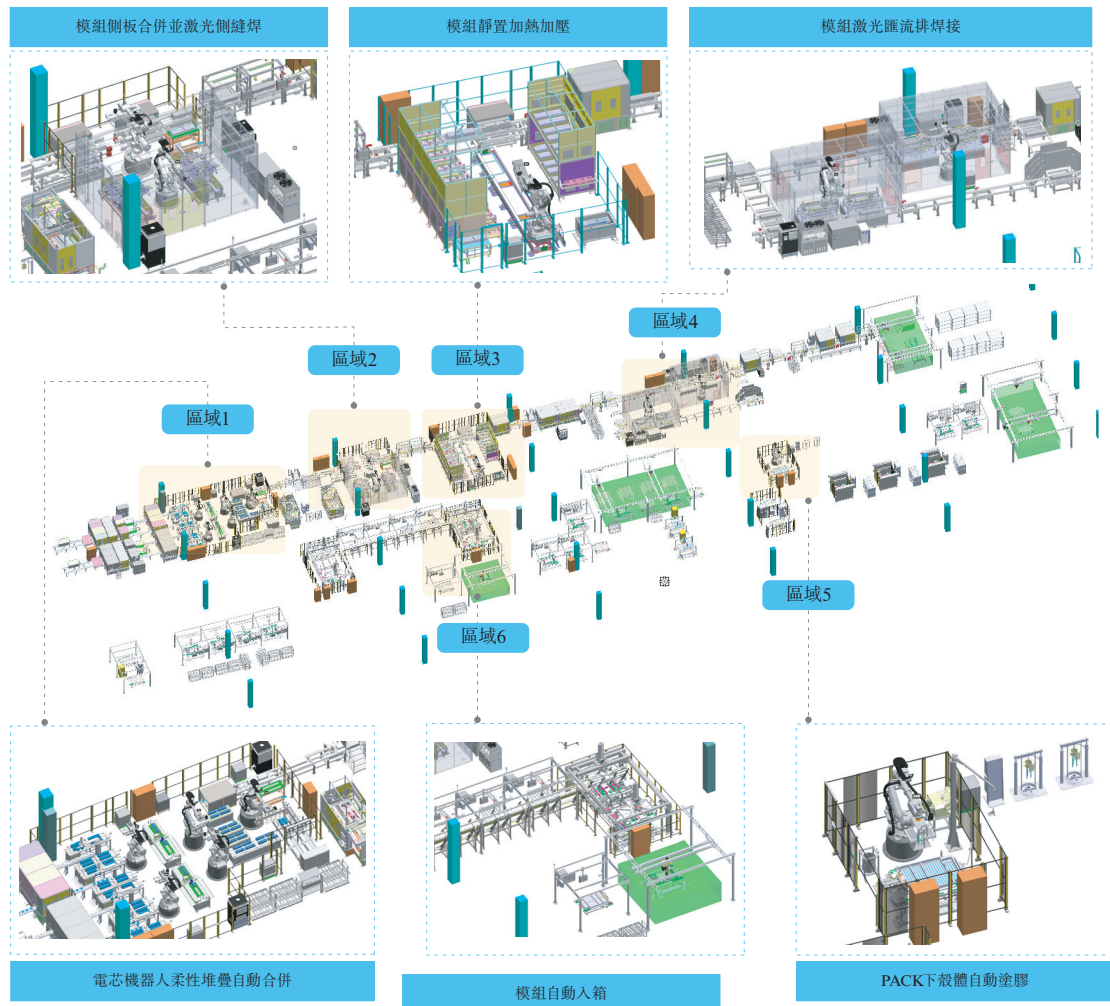 模組側板合併並激光側縫焊
模組靜置加熱加壓
模組激光匯流排焊接
區域4
區域2
區域3
區域1
區域5
區域6
電芯機器人柔性堆疊自動合併
模組自動入箱
PACK下殼體自動塗膠